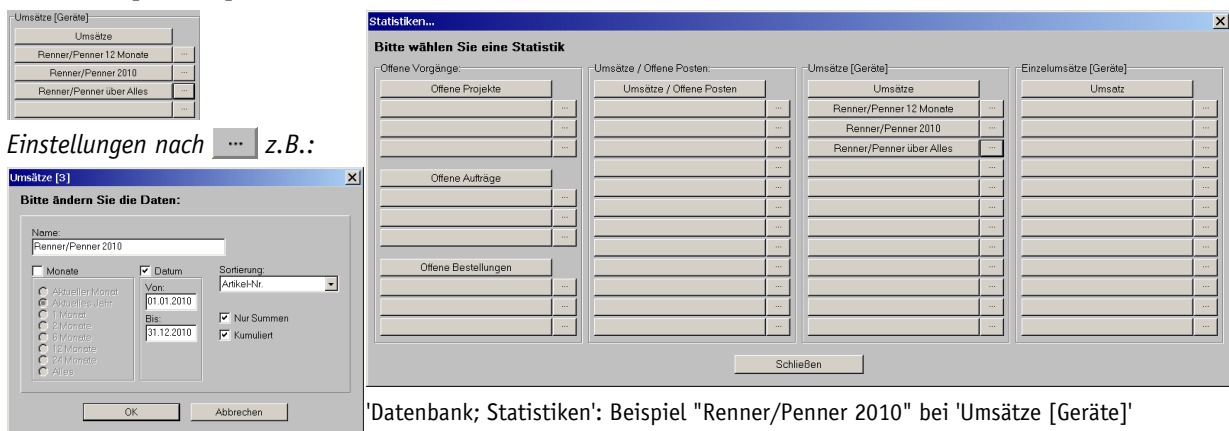 Umsätze [Geräte]
Umsätze
Renner/Penner 12 Monate ...
Renner/Penner 2010 ...
Renner/Penner über Alles ...
...
Einstellungen nach ... z.B.:
Umsätze [3]
Bitte ändern Sie die Daten:
Name:
Renner/Penner 2010
Monate
Aktueller Monat
Aktuelles Jahr
1 Monat
2 Monate
6 Monate
12 Monate
24 Monate
Alles
Datum
Von:
01.01.2010
Bis:
31.12.2010
Sortierung:
Artikel-Nr.
Nur Summen
Kumuliert
OK
Abbrechen
Statistiken...
Bitte wählen Sie eine Statistik
Offene Vorgänge:
Offene Projekte
...
...
...
Offene Aufträge
...
...
...
Offene Bestellungen
...
...
...
Umsätze / Offene Posten:
Umsätze / Offene Posten
...
...
...
...
...
...
...
...
...
...
...
...
Umsätze [Geräte]
Umsätze
Renner/Penner 12 Monate ...
Renner/Penner 2010 ...
Renner/Penner über Alles ...
...
...
...
...
...
...
...
...
...
Einzelumsätze [Geräte]
Umsatz
...
...
...
...
...
...
...
...
...
...
...
...
Schließen
'Datenbank; Statistiken': Beispiel "Renner/Penner 2010" bei 'Umsätze [Geräte]'